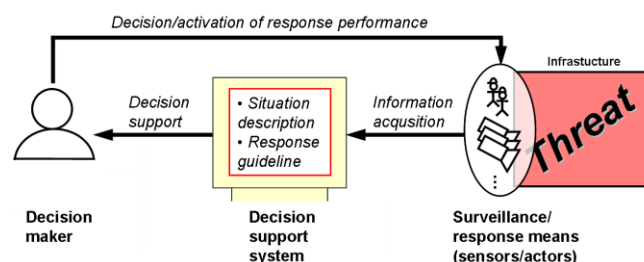 Decision/activation of response performance
Infrastucture
Decision
support
• Situation
description
• Response
guideline
Information
acqusition
Threat
...
Decision
maker
Decision
support
system
Surveillance/
response means
(sensors/actors)